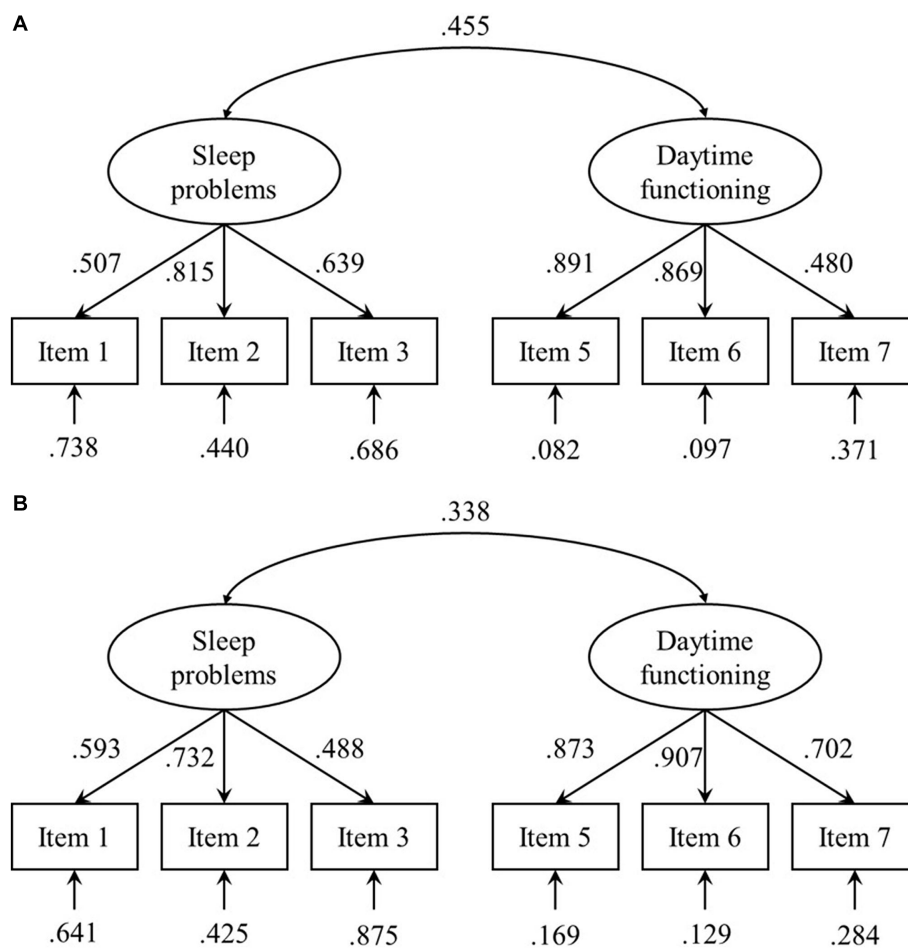 A
.455
Sleep
problems
Daytime
functioning
.507 .815 .639 .891 .869 .480
Item 1 Item 2 Item 3 Item 5 Item 6 Item 7
.738 .440 .686 .082 .097 .371
B
.338
Sleep
problems
Daytime
functioning
.593 .732 .488 .873 .907 .702
Item 1 Item 2 Item 3 Item 5 Item 6 Item 7
.641 .425 .875 .169 .129 .284